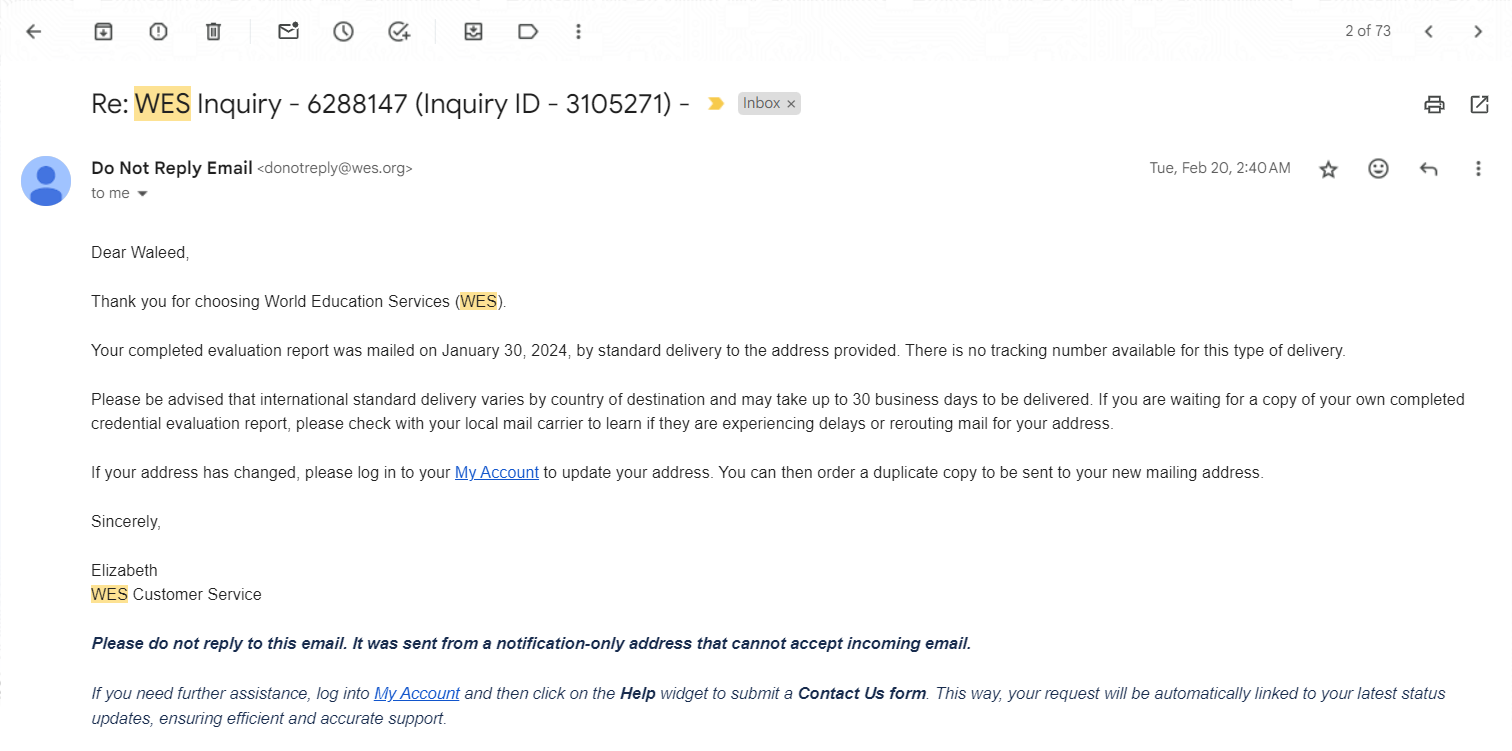 2 of 73
Re: WES Inquiry - 6288147 (Inquiry ID - 3105271) -
Inbox ×
Do Not Reply Email <donotreply@wes.org>
Tue, Feb 20, 2:40 AM
to me
Dear Waleed,
Thank you for choosing World Education Services (WES).
Your completed evaluation report was mailed on January 30, 2024, by standard delivery to the address provided. There is no tracking number available for this type of delivery.
Please be advised that international standard delivery varies by country of destination and may take up to 30 business days to be delivered. If you are waiting for a copy of your own completed
credential evaluation report, please check with your local mail carrier to learn if they are experiencing delays or rerouting mail for your address.
If your address has changed, please log in to your My Account to update your address. You can then order a duplicate copy to be sent to your new mailing address.
Sincerely,
Elizabeth
WES Customer Service
Please do not reply to this email. It was sent from a notification-only address that cannot accept incoming email.
If you need further assistance, log into My Account and then click on the Help widget to submit a Contact Us form. This way, your request will be automatically linked to your latest status
updates, ensuring efficient and accurate support.